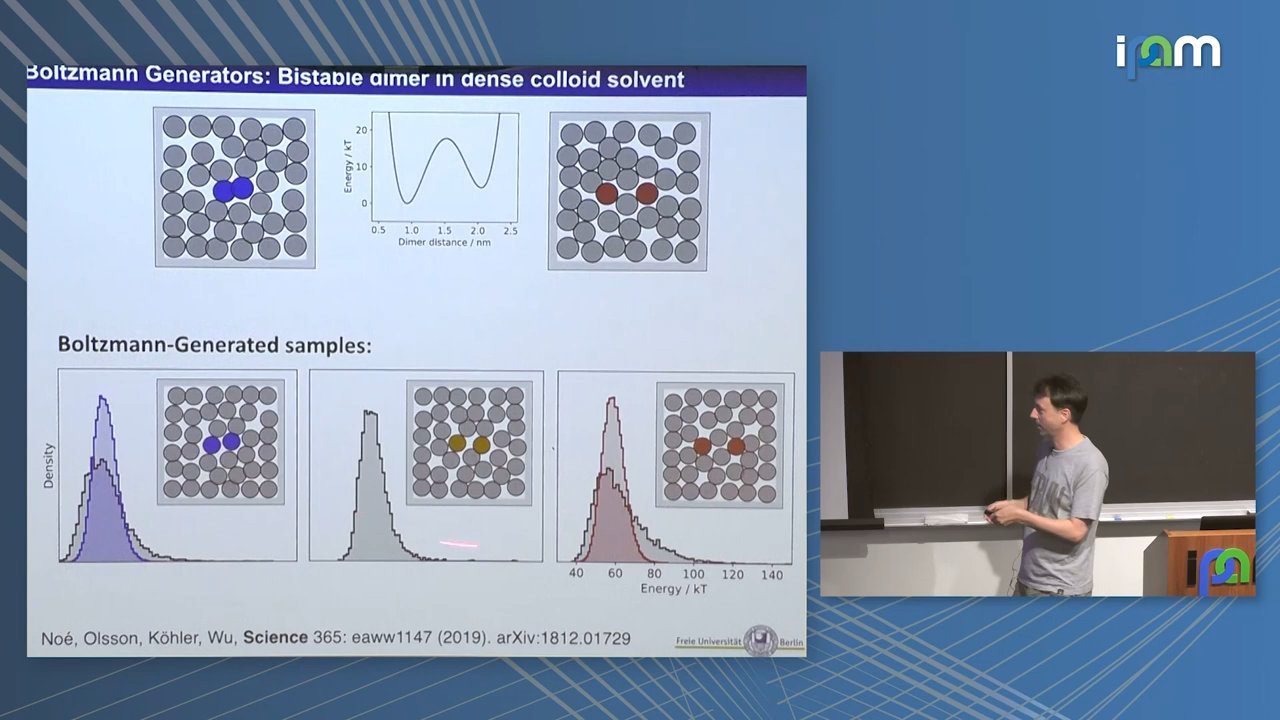 ipam
Boltzmann Generators: Bistable dimer in dense colloid solvent
Energy / kT
20
10
0
0.5 1.0 1.5 2.0 2.5
Dimer distance / nm
Boltzmann-Generated samples:
Density
40 60 80 100 120 140
Energy / kT
Noé, Olsson, Köhler, Wu, Science 365: eaww1147 (2019). arXiv:1812.01729
Freie Universität Berlin